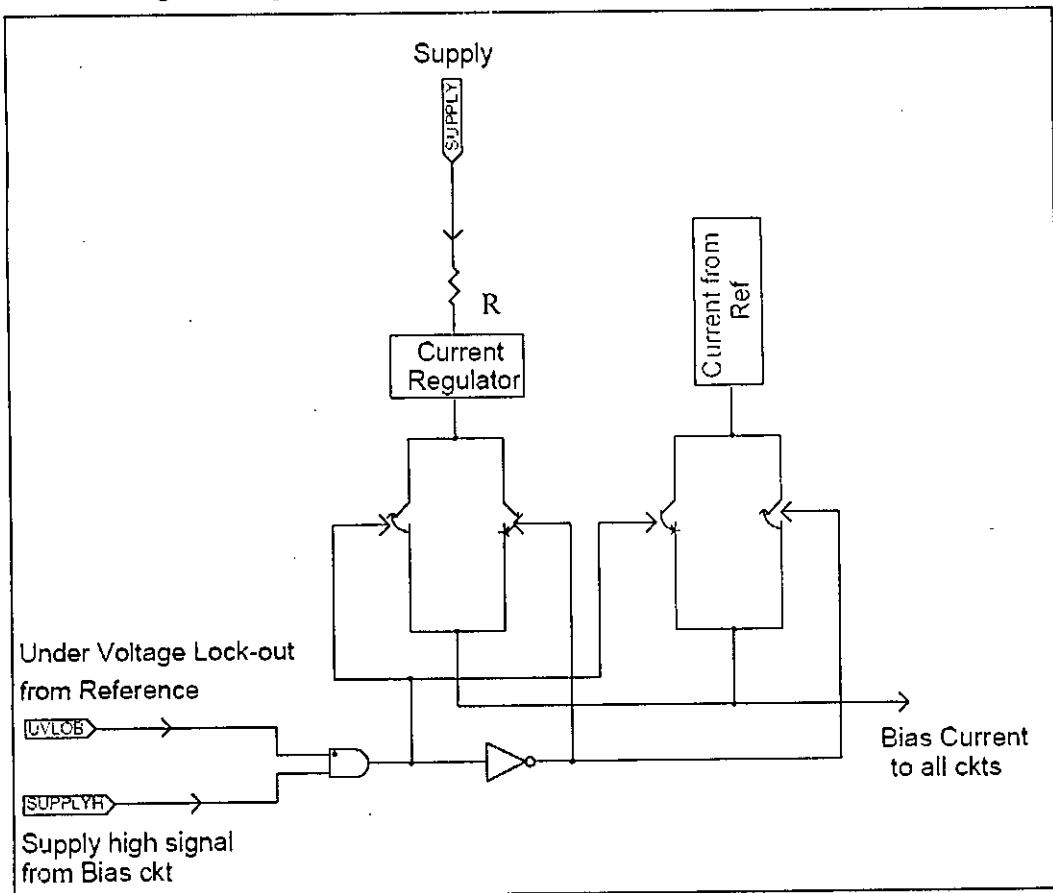 Supply
SUPPLY
R
Current
Regulator
Current from
Ref
Under Voltage Lock-out
from Reference
UVLOB
SUPPLYH
Supply high signal
from Bias ckt
Bias Current
to all ckts